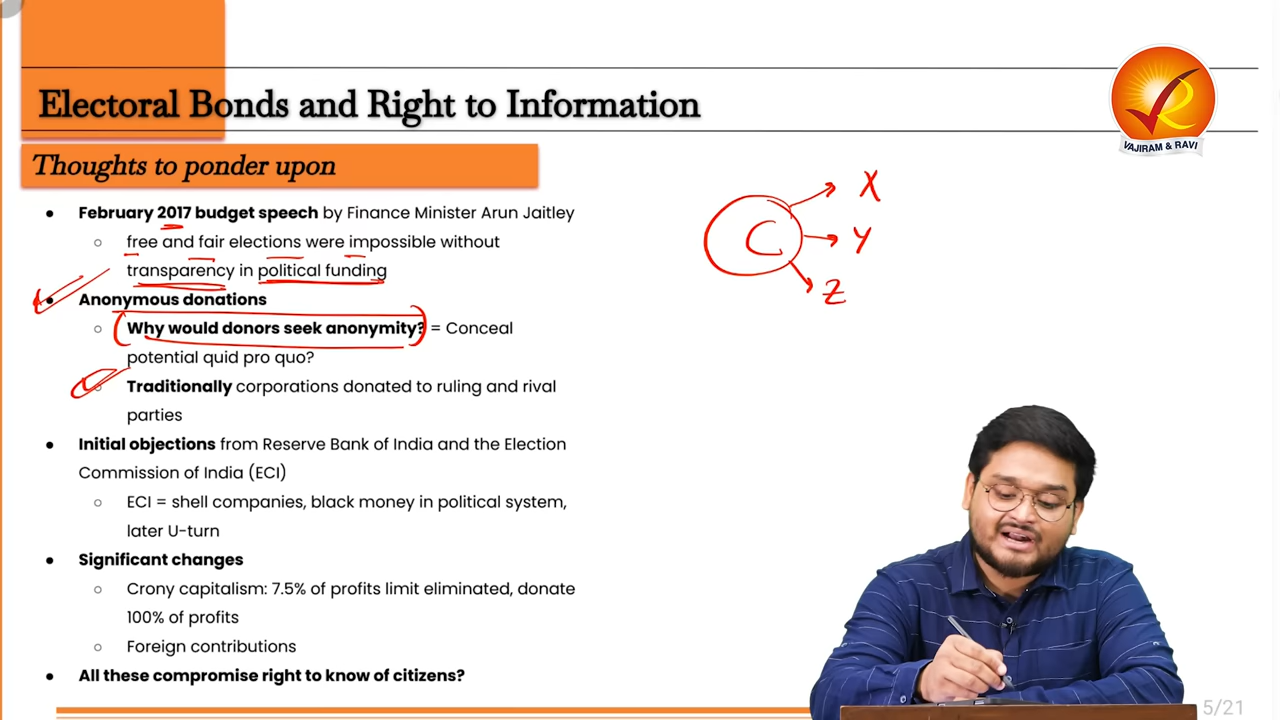 Electoral Bonds and Right to Information
VAJIRAM & RAVI
Thoughts to ponder upon
● February 2017 budget speech by Finance Minister Arun Jaitley
○ free and fair elections were impossible without
transparency in political funding
● Anonymous donations
○ Why would donors seek anonymity? = Conceal
potential quid pro quo?
○ Traditionally corporations donated to ruling and rival
parties
● Initial objections from Reserve Bank of India and the Election
Commission of India (ECI)
○ ECI = shell companies, black money in political system,
later U-turn
● Significant changes
○ Crony capitalism: 7.5% of profits limit eliminated, donate
100% of profits
○ Foreign contributions
● All these compromise right to know of citizens?
C
X
Y
Z
5/21